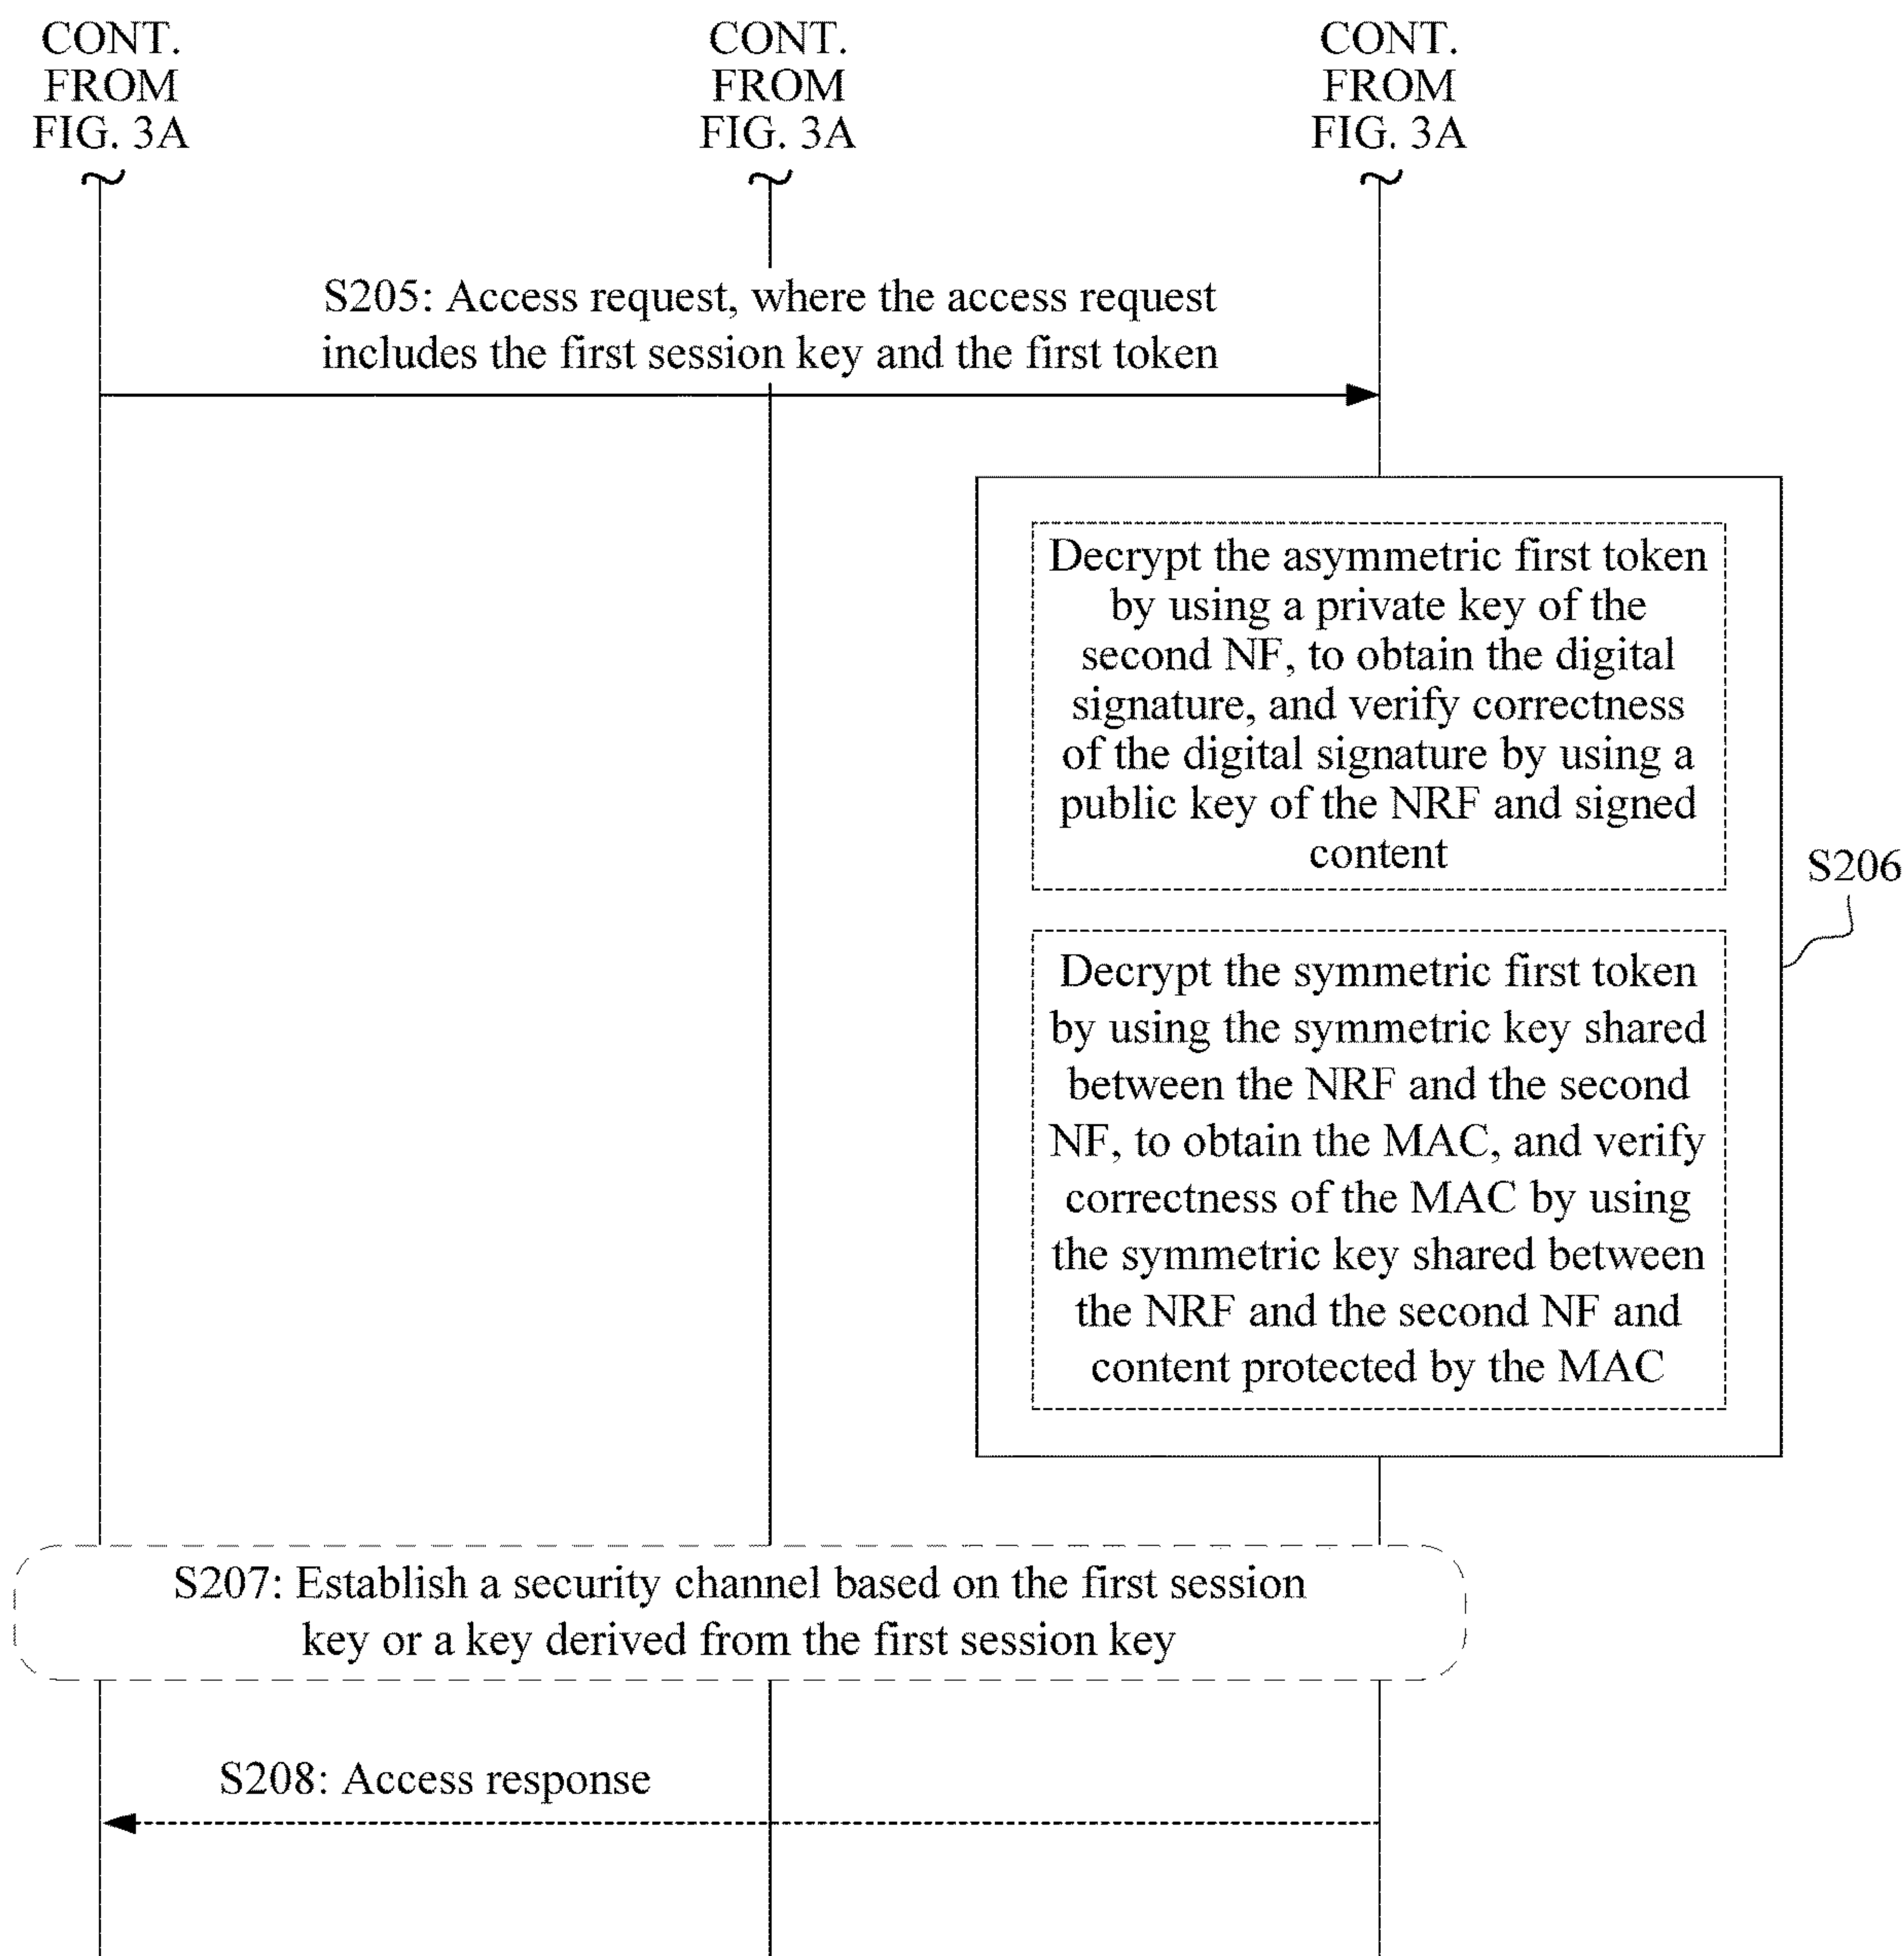 CONT.
FROM
FIG. 3A
CONT.
FROM
FIG. 3A
CONT.
FROM
FIG. 3A
S205: Access request, where the access request
includes the first session key and the first token
Decrypt the asymmetric first token
by using a private key of the
second NF, to obtain the digital
signature, and verify correctness
of the digital signature by using a
public key of the NRF and signed
content
S206
Decrypt the symmetric first token
by using the symmetric key shared
between the NRF and the second
NF, to obtain the MAC, and verify
correctness of the MAC by using
the symmetric key shared between
the NRF and the second NF and
content protected by the MAC
S207: Establish a security channel based on the first session
key or a key derived from the first session key
S208: Access response